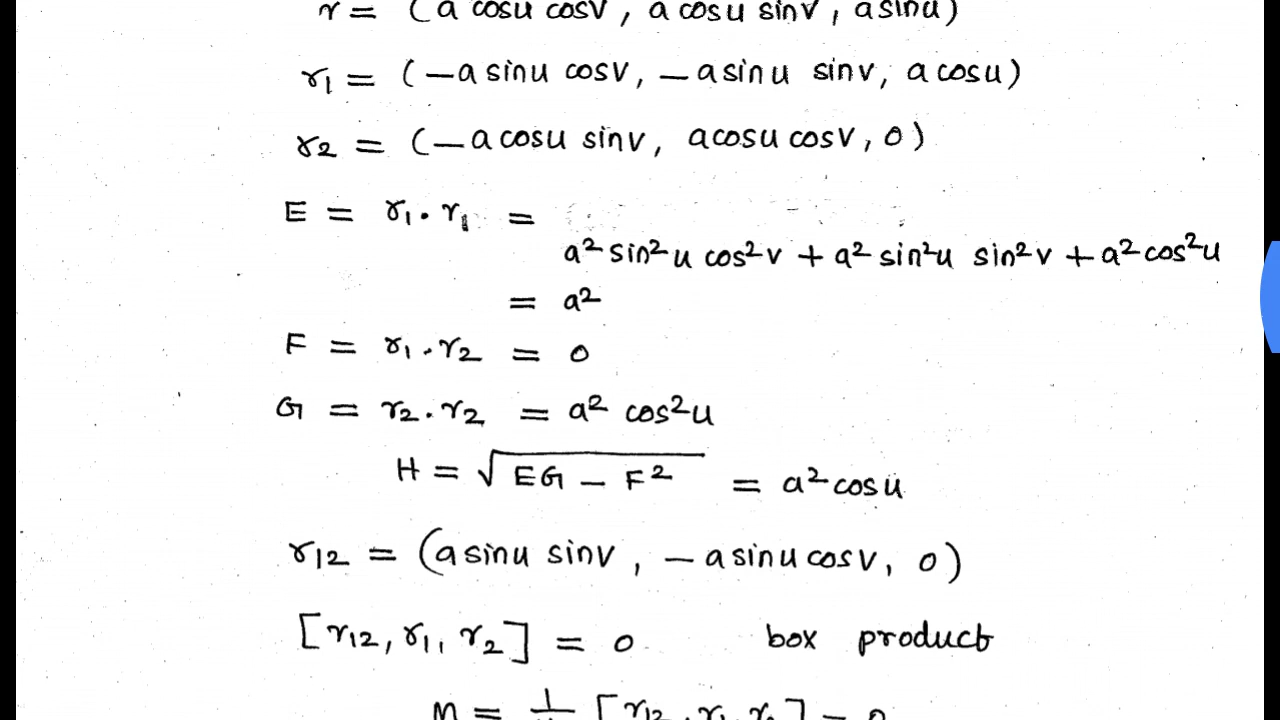 r = (a cosu cosv, a cosu sinv, a sinu)
r1 = (-a sinu cosv, -a sinu sinv, a cosu)
r2 = (-a cosu sinv, a cosu cosv, 0)
E = r1 . r1 =
a² sin²u cos²v + a² sin²u sin²v + a² cos²u
= a²
F = r1 . r2 = 0
G = r2 . r2 = a² cos²u
H = √EG - F² = a² cosu
r12 = (a sinu sinv, -a sinu cosv, 0)
[r12, r1, r2] = 0 box product